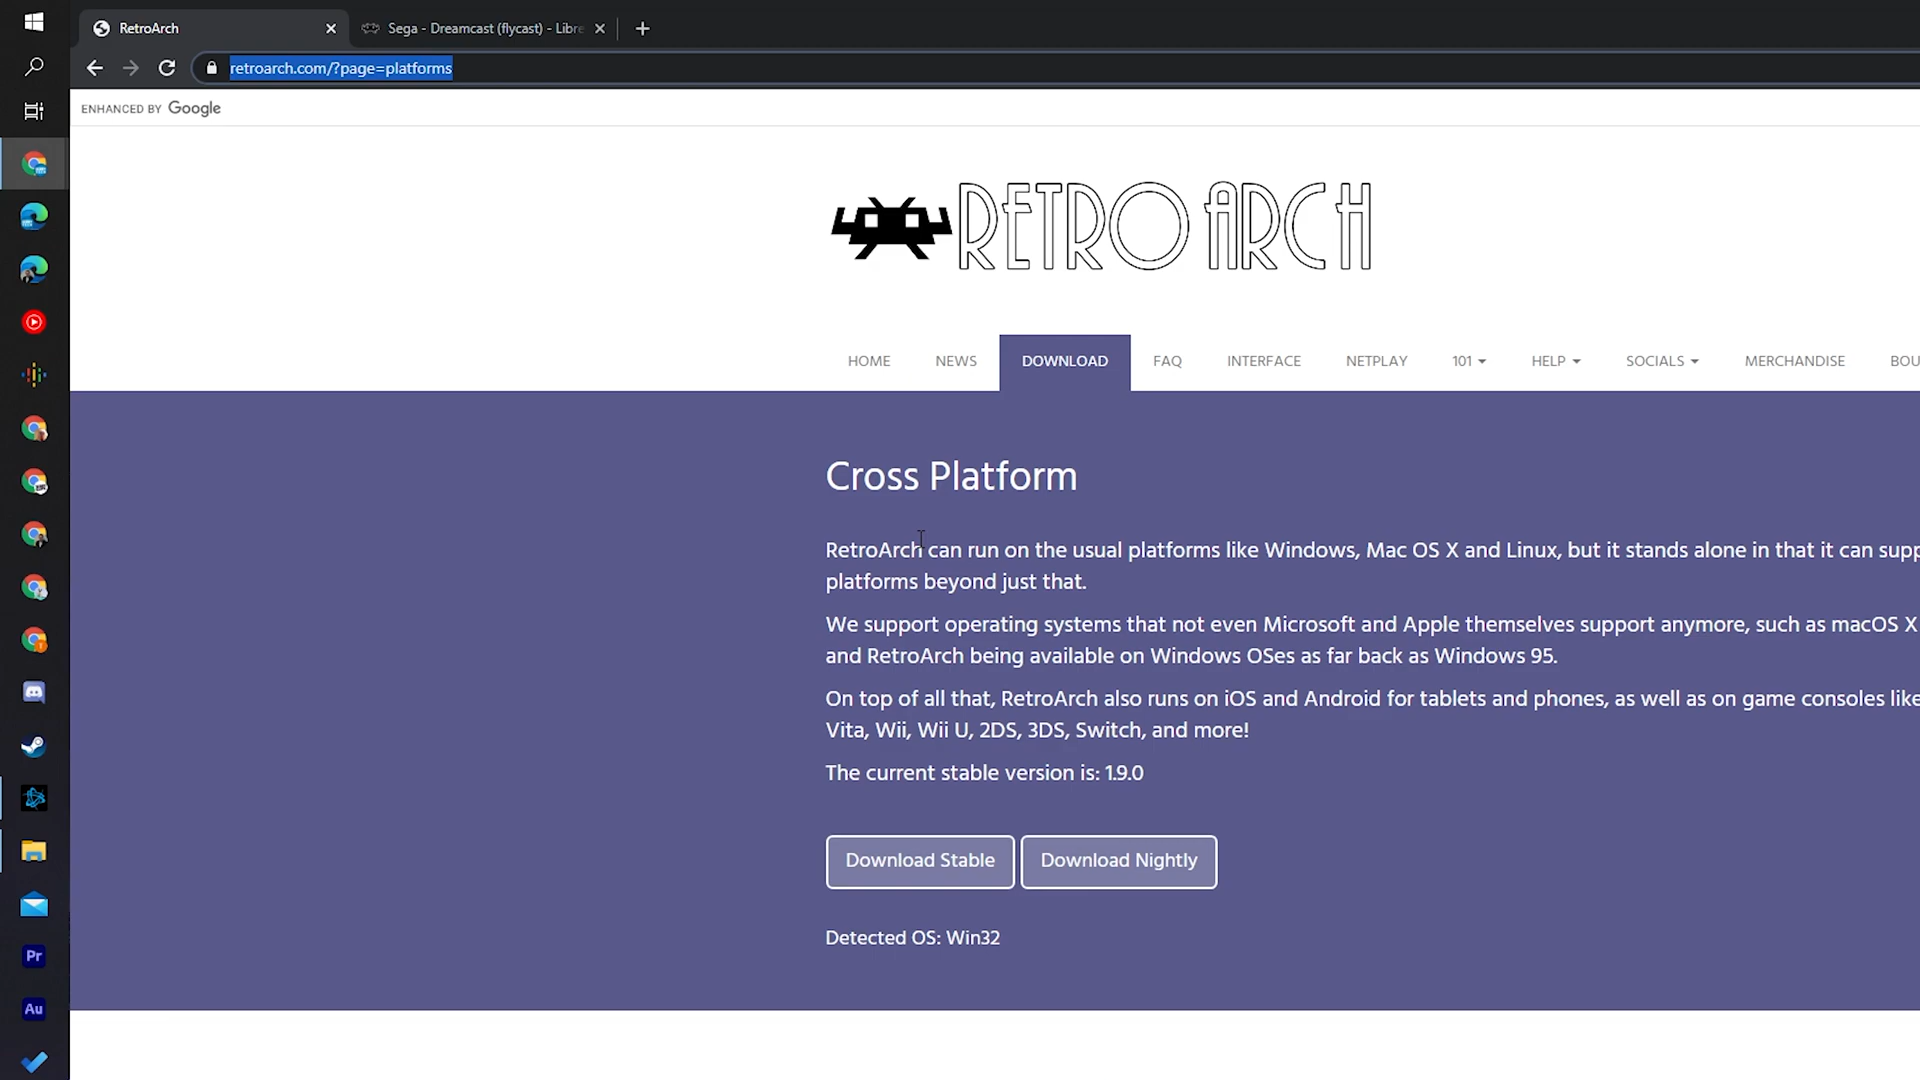 RetroArch
Sega - Dreamcast (flycast) - Libre
retroarch.com/?page=platforms
ENHANCED BY Google
RETROARCH
HOME NEWS DOWNLOAD FAQ INTERFACE NETPLAY 101 HELP SOCIALS MERCHANDISE BOU
Cross Platform
RetroArch can run on the usual platforms like Windows, Mac OS X and Linux, but it stands alone in that it can supp
platforms beyond just that.
We support operating systems that not even Microsoft and Apple themselves support anymore, such as macOS X
and RetroArch being available on Windows OSes as far back as Windows 95.
On top of all that, RetroArch also runs on iOS and Android for tablets and phones, as well as on game consoles like
Vita, Wii, Wii U, 2DS, 3DS, Switch, and more!
The current stable version is: 1.9.0
Download Stable Download Nightly
Detected OS: Win32
Pr
Au